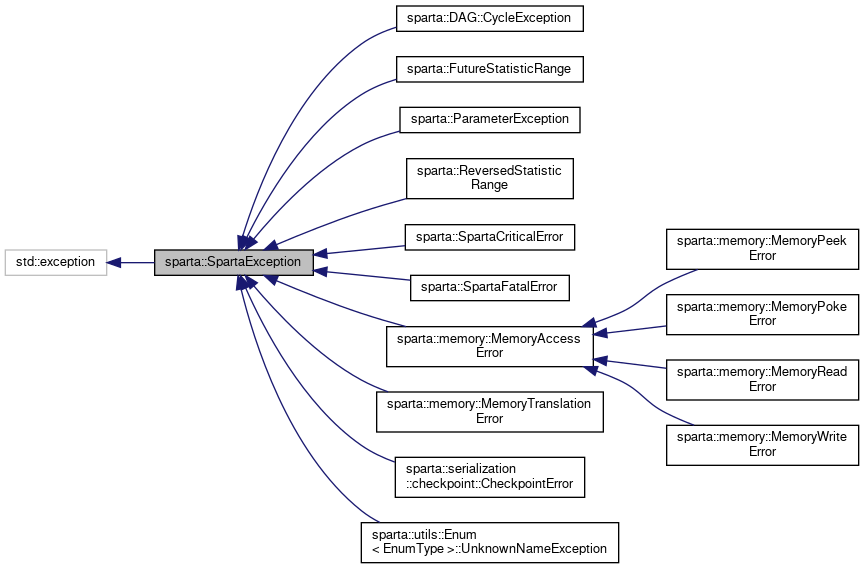 sparta::DAG::CycleException
sparta::FutureStatisticRange
sparta::ParameterException
sparta::ReversedStatistic
Range
sparta::SpartaCriticalError
std::exception
sparta::SpartaException
sparta::SpartaFatalError
sparta::memory::MemoryAccess
Error
sparta::memory::MemoryPeek
Error
sparta::memory::MemoryPoke
Error
sparta::memory::MemoryRead
Error
sparta::memory::MemoryWrite
Error
sparta::memory::MemoryTranslation
Error
sparta::serialization
::checkpoint::CheckpointError
sparta::utils::Enum
< EnumType >::UnknownNameException